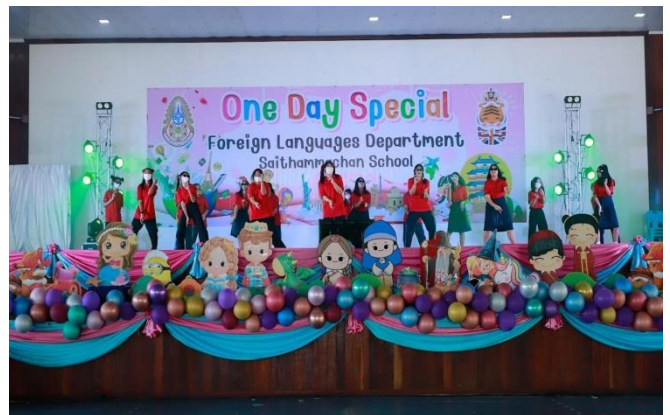 One Day Special
Foreign Languages Department
Saithammachan School